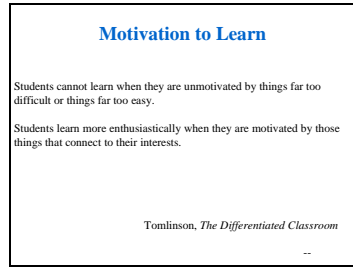 Motivation to Learn
Students cannot learn when they are unmotivated by things far too
difficult or things far too easy.
Students learn more enthusiastically when they are motivated by those
things that connect to their interests.
Tomlinson, The Differentiated Classroom
--